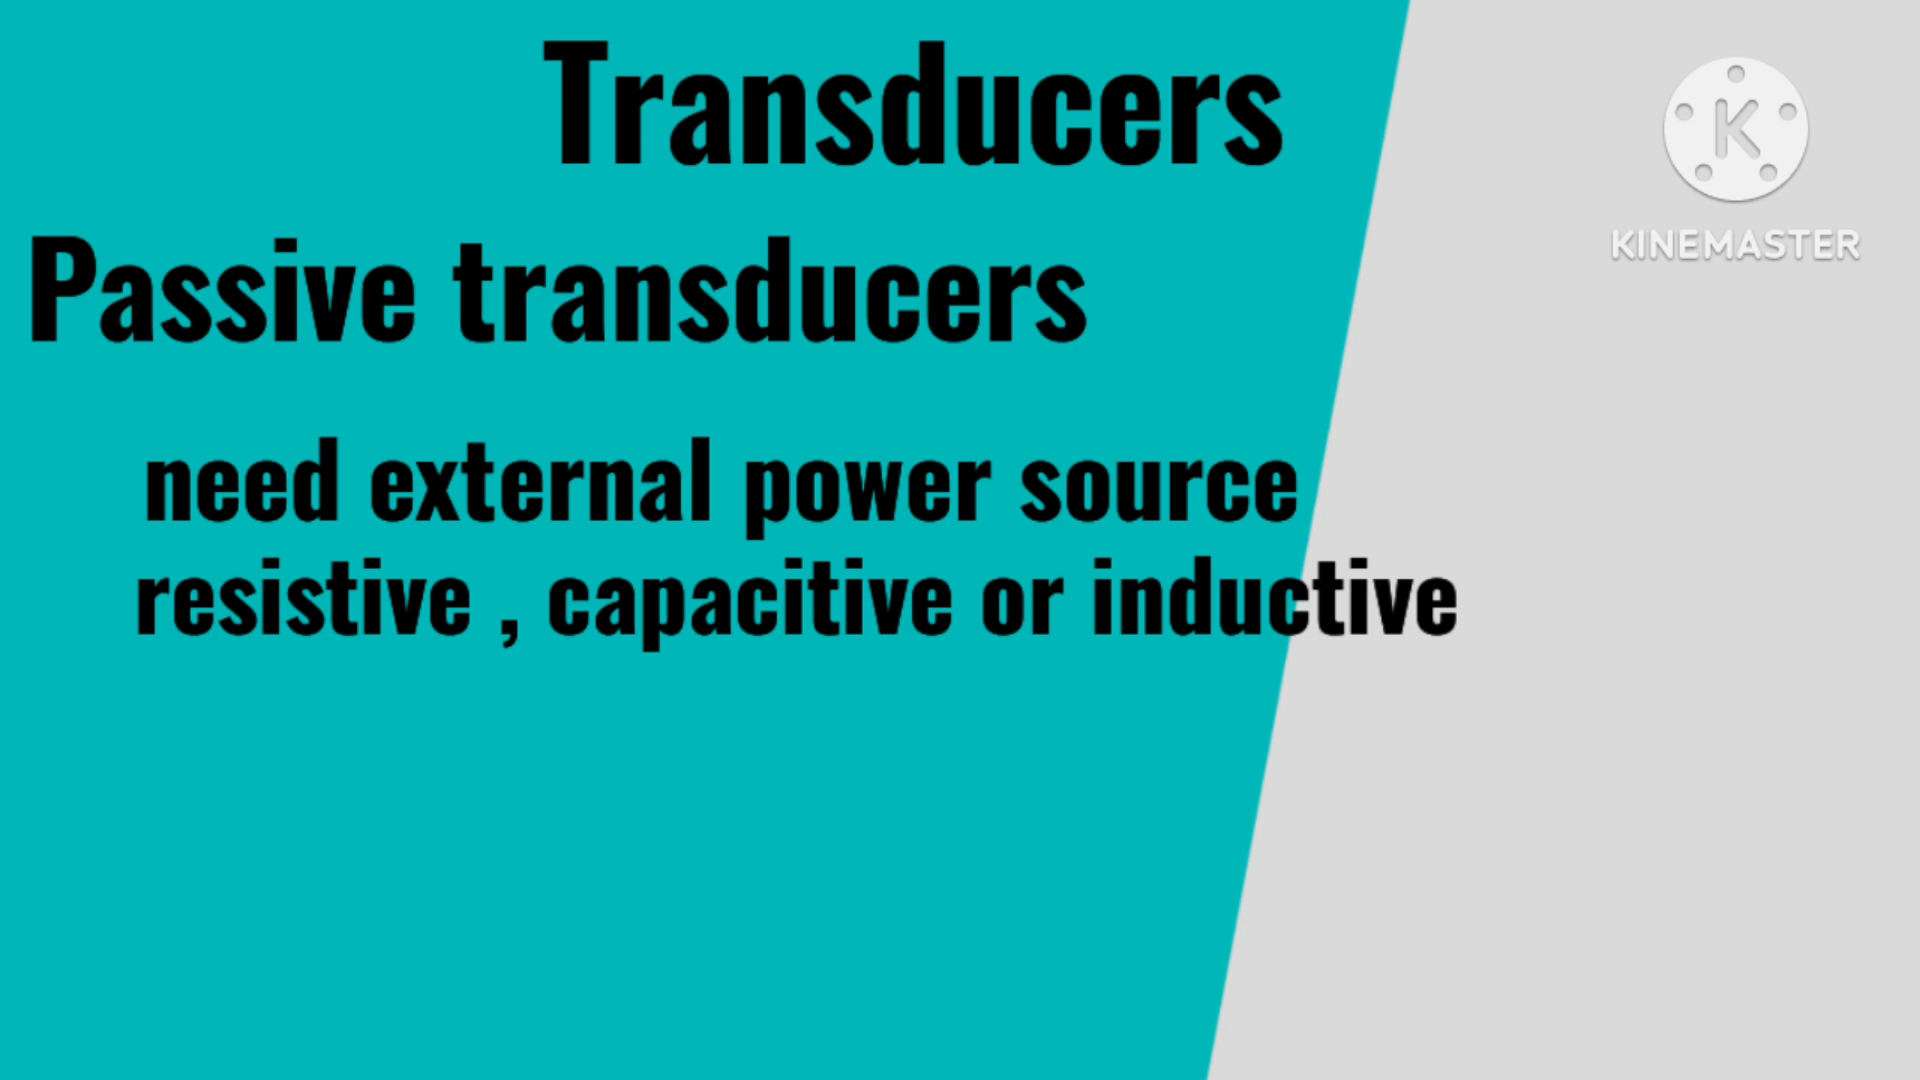 Transducers
K
KINEMASTER
Passive transducers
need external power source
resistive , capacitive or inductive